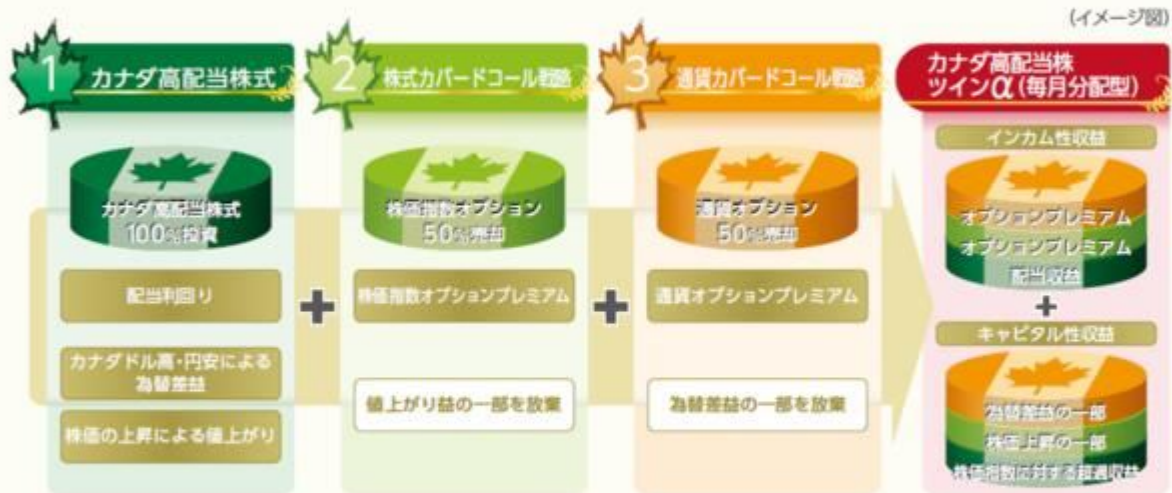 (イメージ図)
1 カナダ高配当株式
カナダ高配当株式
100%投資
配当利回り
カナダドル高・円安による
為替差益
株価の上昇による値上がり
+
2 株式カバードコール戦略
株価指数オプション
50%売却
株価指数オプションプレミアム
値上がり益の一部を放棄
+
3 通貨カバードコール戦略
通貨オプション
50%売却
通貨オプションプレミアム
為替差益の一部を放棄
カナダ高配当株
ツインα(毎月分配型)
インカム性収益
オプションプレミアム
オプションプレミアム
配当収益
+
キャピタル性収益
為替差益の一部
株価上昇の一部
株価指数に対する超過収益